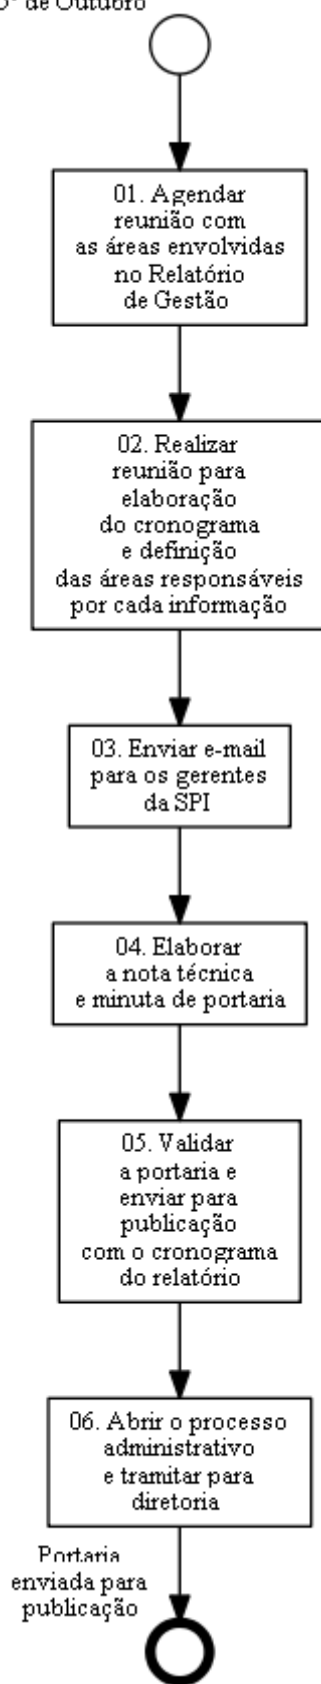 de Outubro
01. Agendar
reunião com
as áreas envolvidas
no Relatório
de Gestão
02. Realizar
reunião para
elaboração
do cronograma
e definição
das áreas responsáveis
por cada informação
03. Enviar e-mail
para os gerentes
da SPI
04. Elaborar
a nota técnica
e minuta de portaria
05. Validar
a portaria e
enviar para
publicação
com o cronograma
do relatório
06. Abrir o processo
administrativo
e tramitar para
diretoria
Portaria
enviada para
publicação